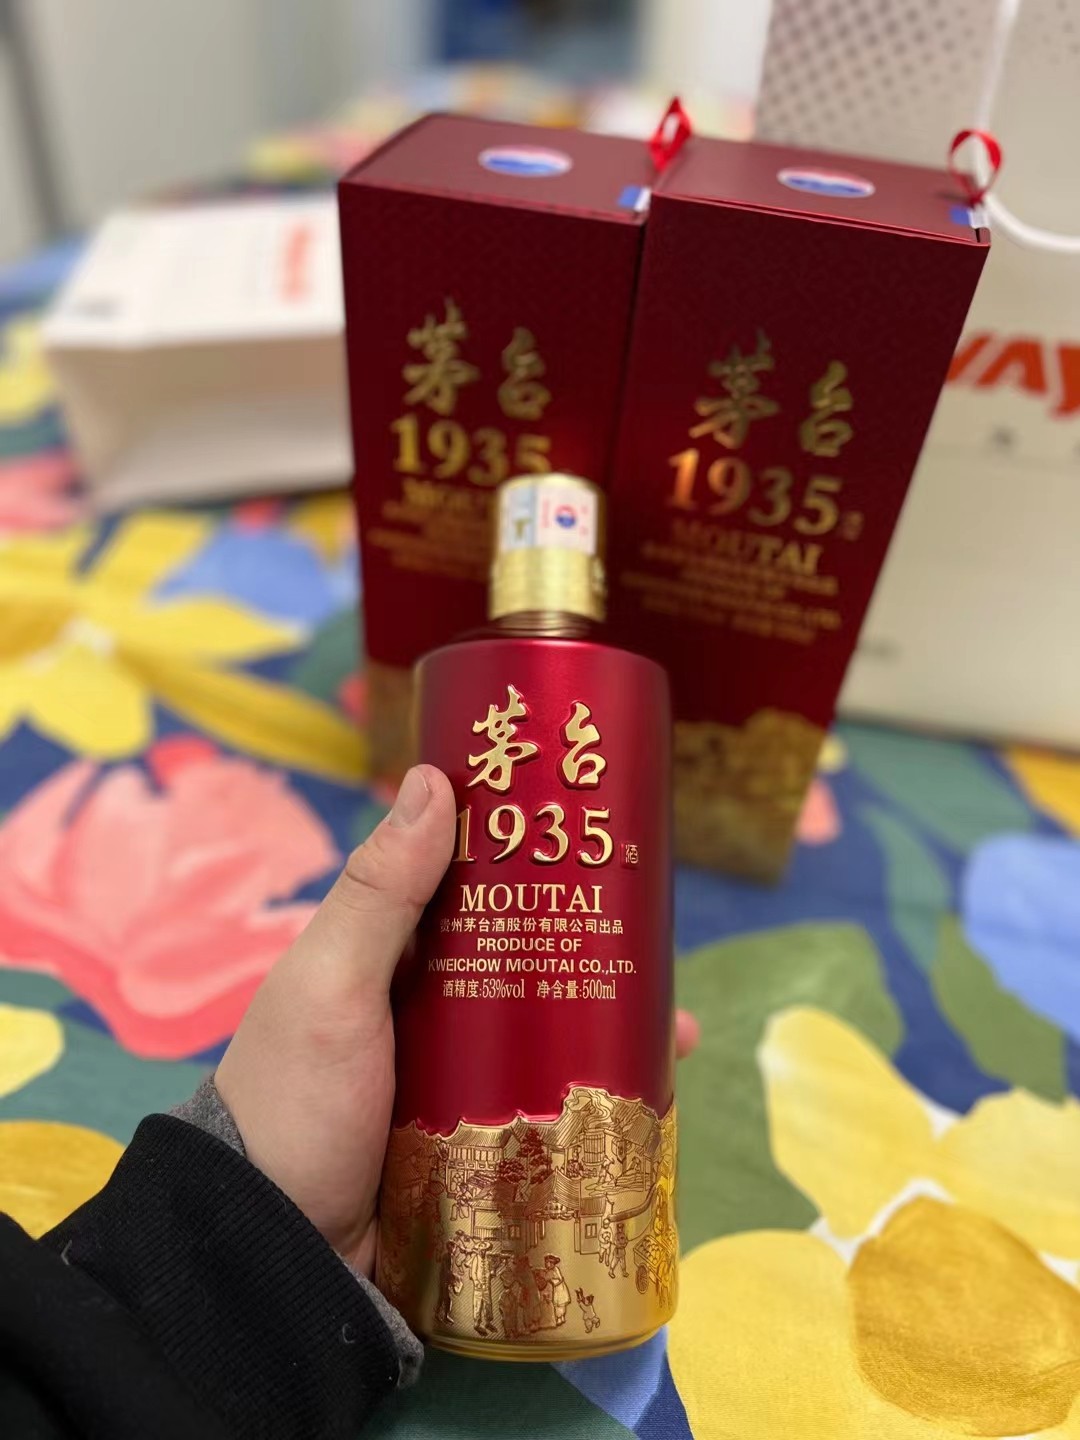 茅台
1935
茅台
1935
MOUTAI
茅台
1935 酒
MOUTAI
贵州茅台酒股份有限公司出品
PRODUCE OF
KWEICHOW MOUTAI CO.,LTD.
酒精度:53%vol 净含量:500ml